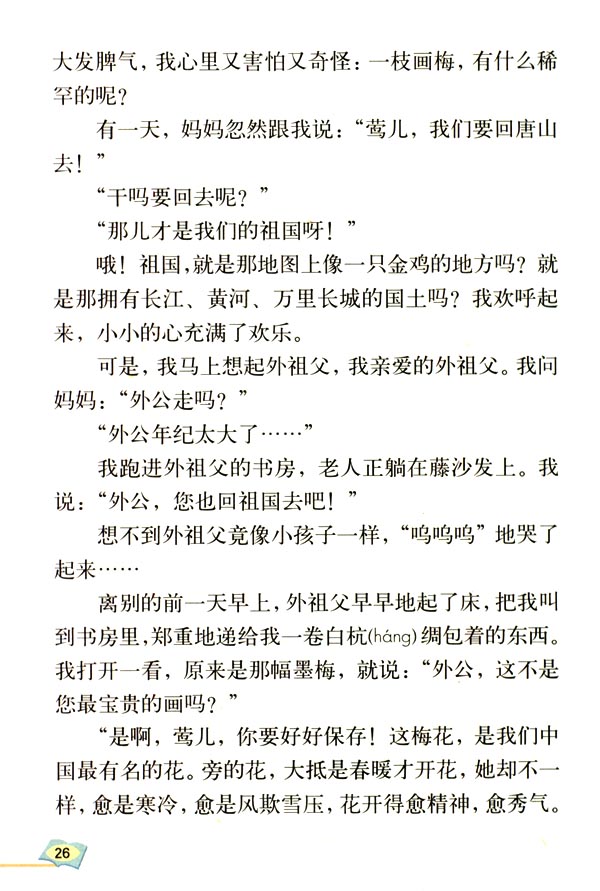 大发脾气，我心里又害怕又奇怪：一枝画梅，有什么稀
罕的呢？
有一天，妈妈忽然跟我说：“莺儿，我们要回唐山
去！”
“干吗要回去呢？”
“那儿才是我们的祖国呀！”
哦！祖国，就是那地图上像一只金鸡的地方吗？就
是那拥有长江、黄河、万里长城的国土吗？我欢呼起
来，小小的心充满了欢乐。
可是，我马上想起外祖父，我亲爱的外祖父。我问
妈妈：“外公走吗？”
“外公年纪太大了……”
我跑进外祖父的书房，老人正躺在藤沙发上。我
说：“外公，您也回祖国去吧！”
想不到外祖父竟像小孩子一样，“呜呜呜”地哭了
起来……
离别的前一天早上，外祖父早早地起了床，把我叫
到书房里，郑重地递给我一卷白杭(háng)绸包着的东西。
我打开一看，原来是那幅墨梅，就说：“外公，这不是
您最宝贵的画吗？”
“是啊，莺儿，你要好好保存！这梅花，是我们中
国最有名的花。旁的花，大抵是春暖才开花，她却不一
样，愈是寒冷，愈是风欺雪压，花开得愈精神，愈秀气。
26